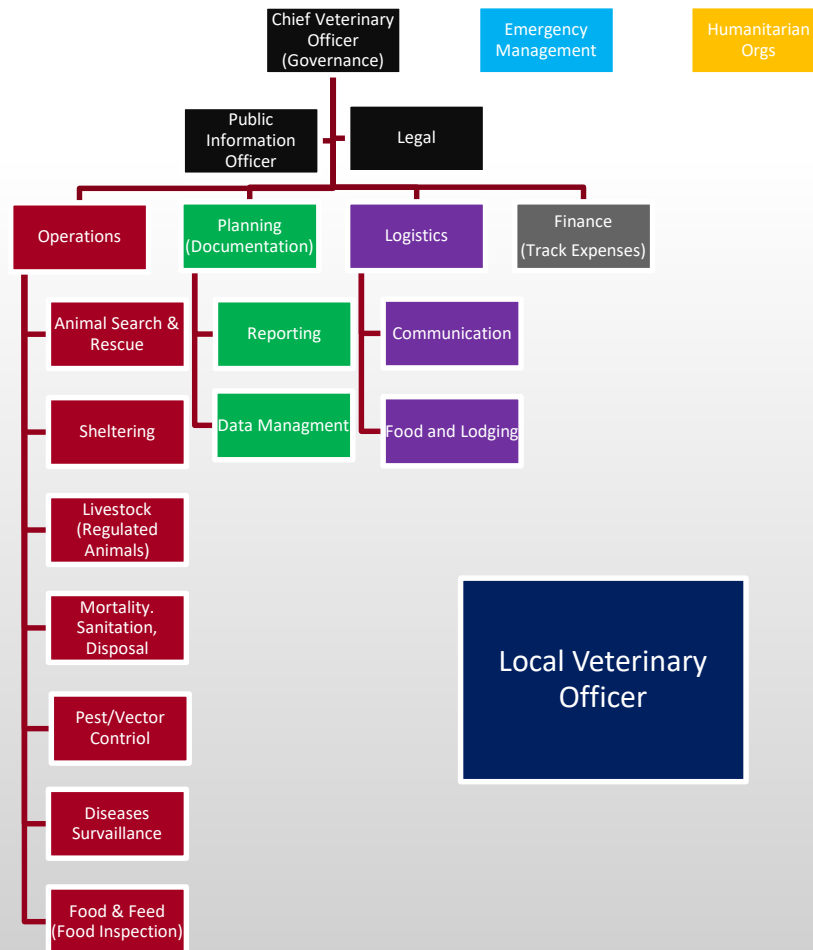 Chief Veterinary
Officer
(Governance)
Emergency
Management
Humanitarian
Orgs
Public
Information
Officer
Legal
Operations
Planning
(Documentation)
Logistics
Finance
(Track Expenses)
Animal Search &
Rescue
Reporting
Communication
Sheltering
Data Managment
Food and Lodging
Livestock
(Regulated
Animals)
Mortality.
Sanitation,
Disposal
Local Veterinary
Officer
Pest/Vector
Contriol
Diseases
Survaillance
Food & Feed
(Food Inspection)